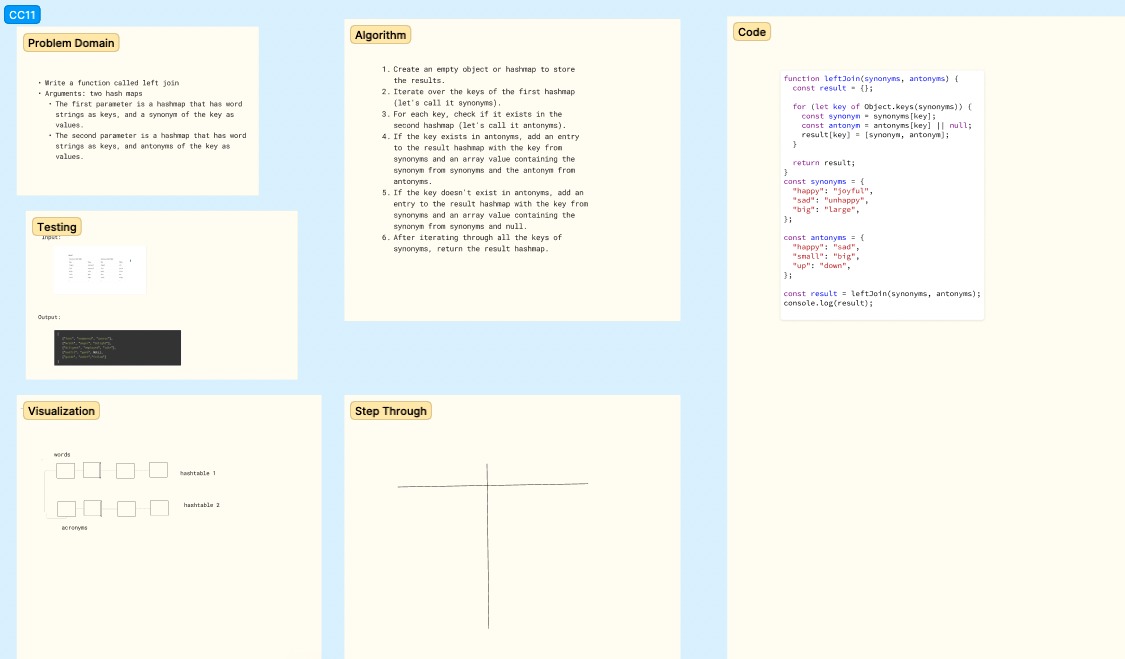 CC11
Problem Domain
• Write a function called left join
• Arguments: two hash maps
• The first parameter is a hashmap that has word
strings as keys, and a synonym of the key as
values.
• The second parameter is a hashmap that has word
strings as keys, and antonyms of the key as
values.
Testing
Input:
Output:
Visualization
words
hashtable 1
hashtable 2
acronyms
Algorithm
1. Create an empty object or hashmap to store
the results.
2. Iterate over the keys of the first hashmap
(let's call it synonyms).
3. For each key, check if it exists in the
second hashmap (let's call it antonyms).
4. If the key exists in antonyms, add an entry
to the result hashmap with the key from
synonyms and an array value containing the
synonym from synonyms and the antonym from
antonyms.
5. If the key doesn't exist in antonyms, add an
entry to the result hashmap with the key from
synonyms and an array value containing the
synonym from synonyms and null.
6. After iterating through all the keys of
synonyms, return the result hashmap.
Step Through
Code
function leftJoin(synonyms, antonyms) {
const result = {};
for (let key of Object.keys(synonyms)) {
const synonym = synonyms[key];
const antonym = antonyms[key] || null;
result[key] = [synonym, antonym];
}
return result;
}
const synonyms = {
"happy": "joyful",
"sad": "unhappy",
"big": "large",
};
const antonyms = {
"happy": "sad",
"small": "big",
"up": "down",
};
const result = leftJoin(synonyms, antonyms);
console.log(result);